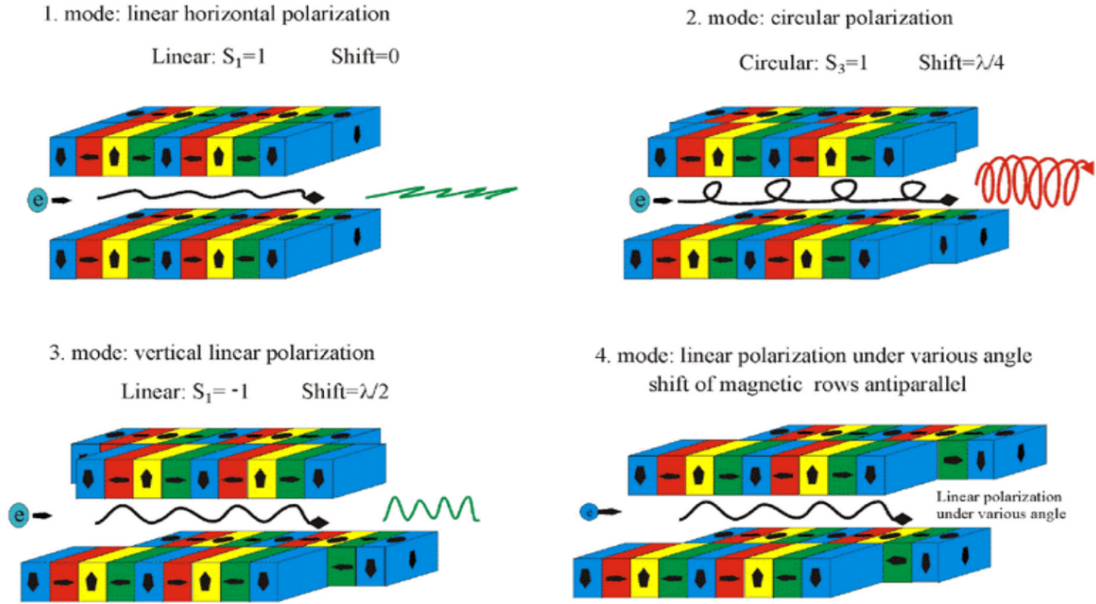 1. mode: linear horizontal polarization
Linear: S₁=1 Shift=0
e
2. mode: circular polarization
Circular: S₃=1 Shift=λ/4
e
3. mode: vertical linear polarization
Linear: S₁= -1 Shift=λ/2
e
4. mode: linear polarization under various angle
shift of magnetic rows antiparallel
e
Linear polarization
under various angle